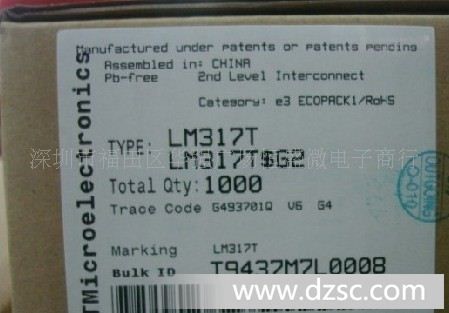 Manufactured under patents or patents pending
Assembled in: CHINA
Pb-free 2nd Level Interconnect
Category: e3 ECOPACK1/RoHS
TYPE: LM317T
LM317T$G2
Total Qty: 1000
Trace Code G493701Q V6 G4
Marking LM317T
Bulk ID T9437M7L0008
TMicroelectronics
深圳市福田区
微电子商行
www.dzsc.com